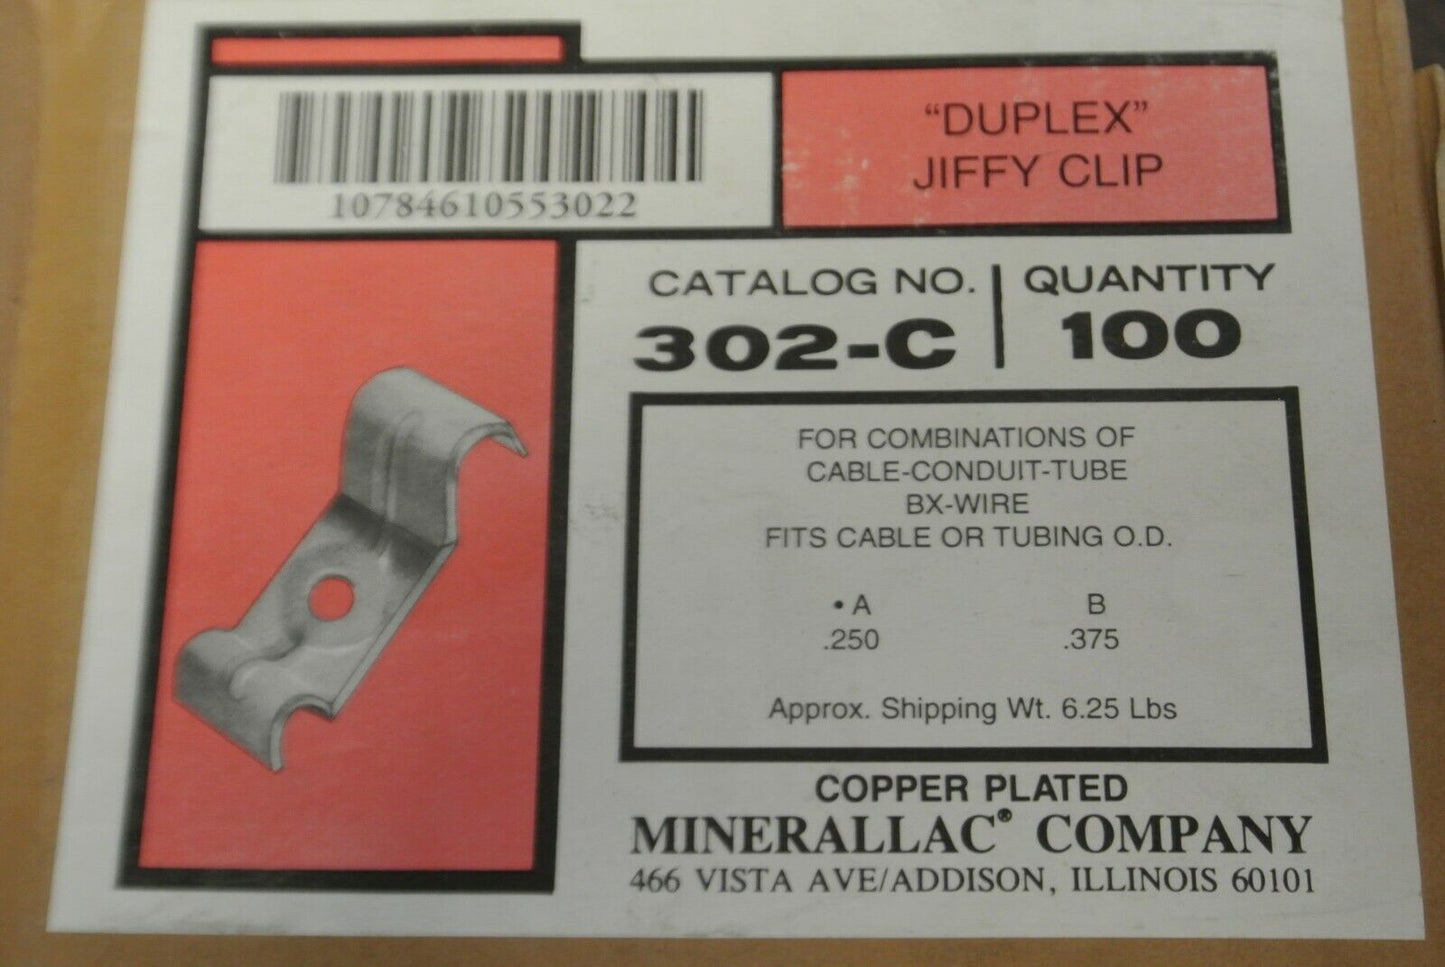 "DUPLEX"
JIFFY CLIP
10784610553022
CATALOG NO. | QUANTITY
302-C | 100
FOR COMBINATIONS OF
CABLE-CONDUIT-TUBE
BX-WIRE
FITS CABLE OR TUBING O.D.
• A B
.250 .375
Approx. Shipping Wt. 6.25 Lbs
COPPER PLATED
MINERALLAC® COMPANY
466 VISTA AVE/ADDISON, ILLINOIS 60101